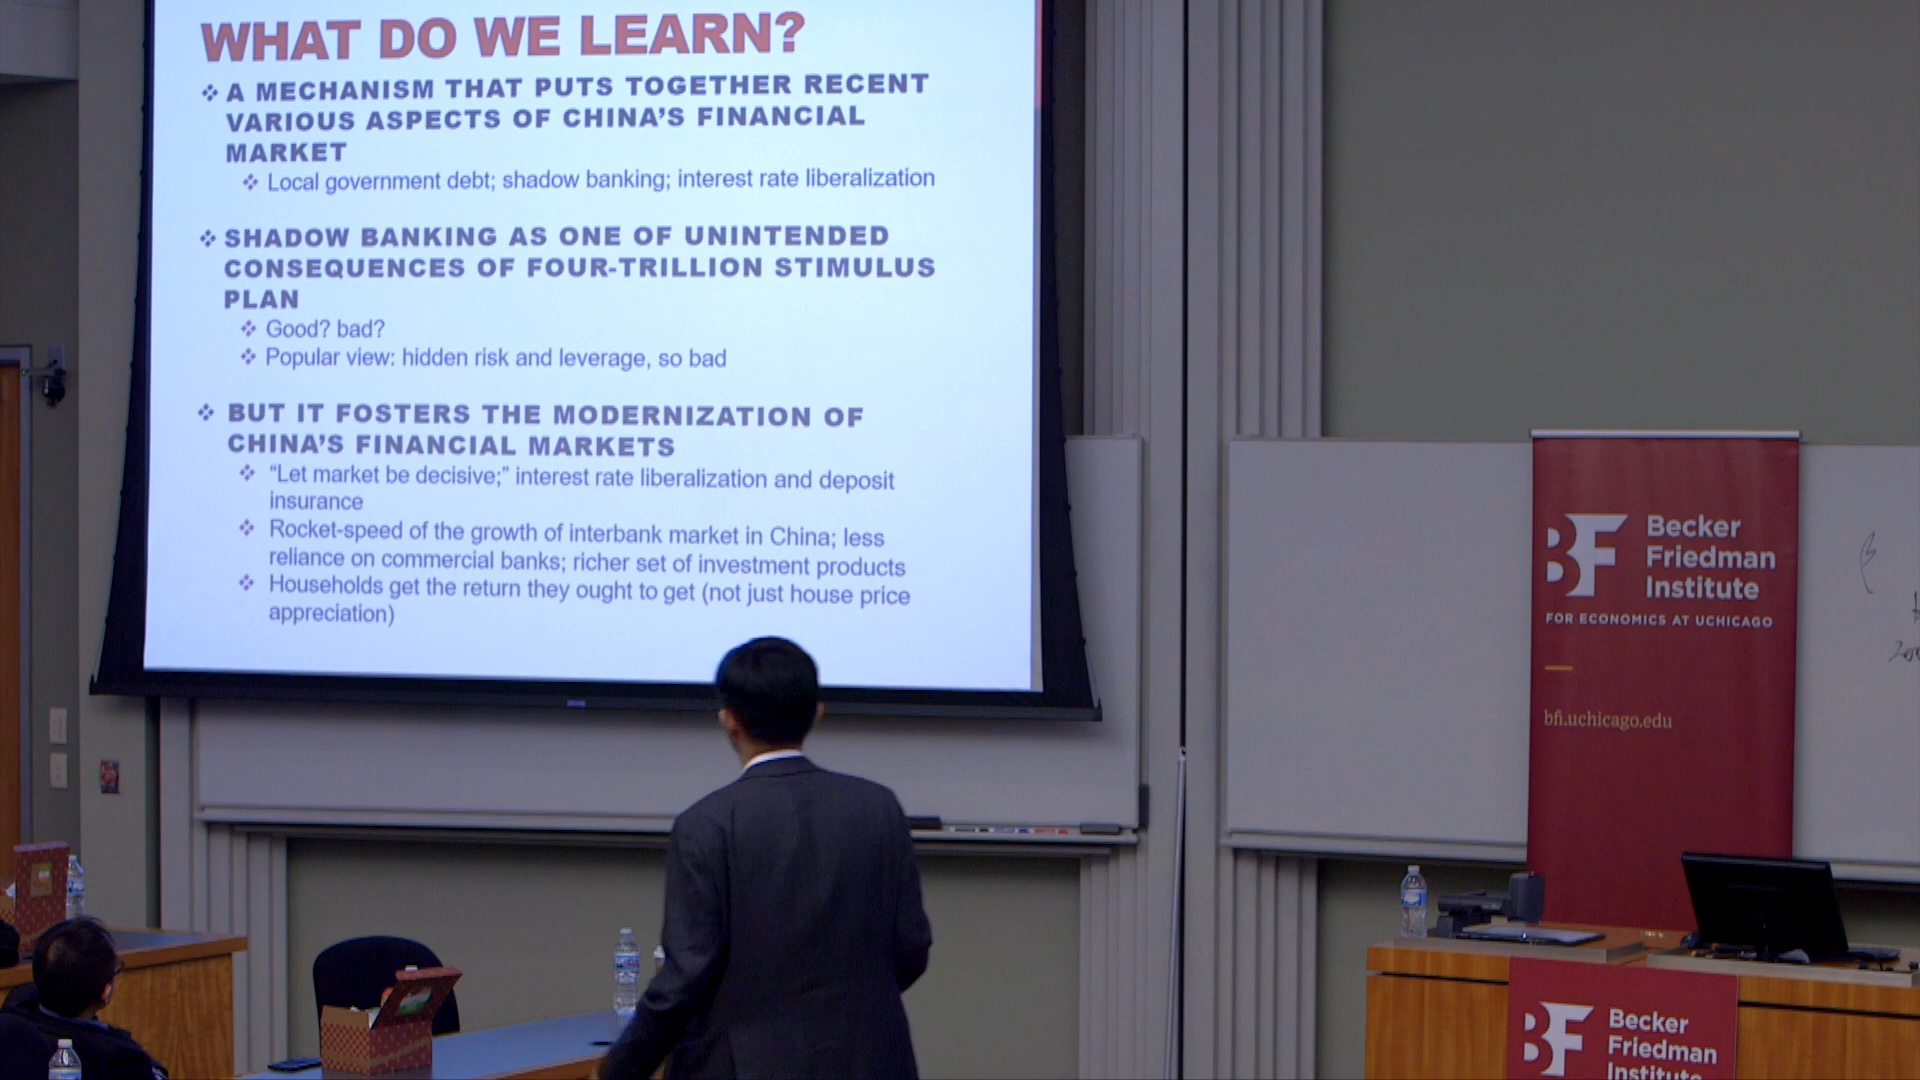 WHAT DO WE LEARN?
❖ A MECHANISM THAT PUTS TOGETHER RECENT
VARIOUS ASPECTS OF CHINA'S FINANCIAL
MARKET
❖ Local government debt; shadow banking; interest rate liberalization
❖ SHADOW BANKING AS ONE OF UNINTENDED
CONSEQUENCES OF FOUR-TRILLION STIMULUS
PLAN
❖ Good? bad?
❖ Popular view: hidden risk and leverage, so bad
❖ BUT IT FOSTERS THE MODERNIZATION OF
CHINA'S FINANCIAL MARKETS
❖ "Let market be decisive;" interest rate liberalization and deposit
insurance
❖ Rocket-speed of the growth of interbank market in China; less
reliance on commercial banks; richer set of investment products
❖ Households get the return they ought to get (not just house price
appreciation)
BF
Becker
Friedman
Institute
FOR ECONOMICS AT UCHICAGO
bfi.uchicago.edu
BF
Becker
Friedman
Institute